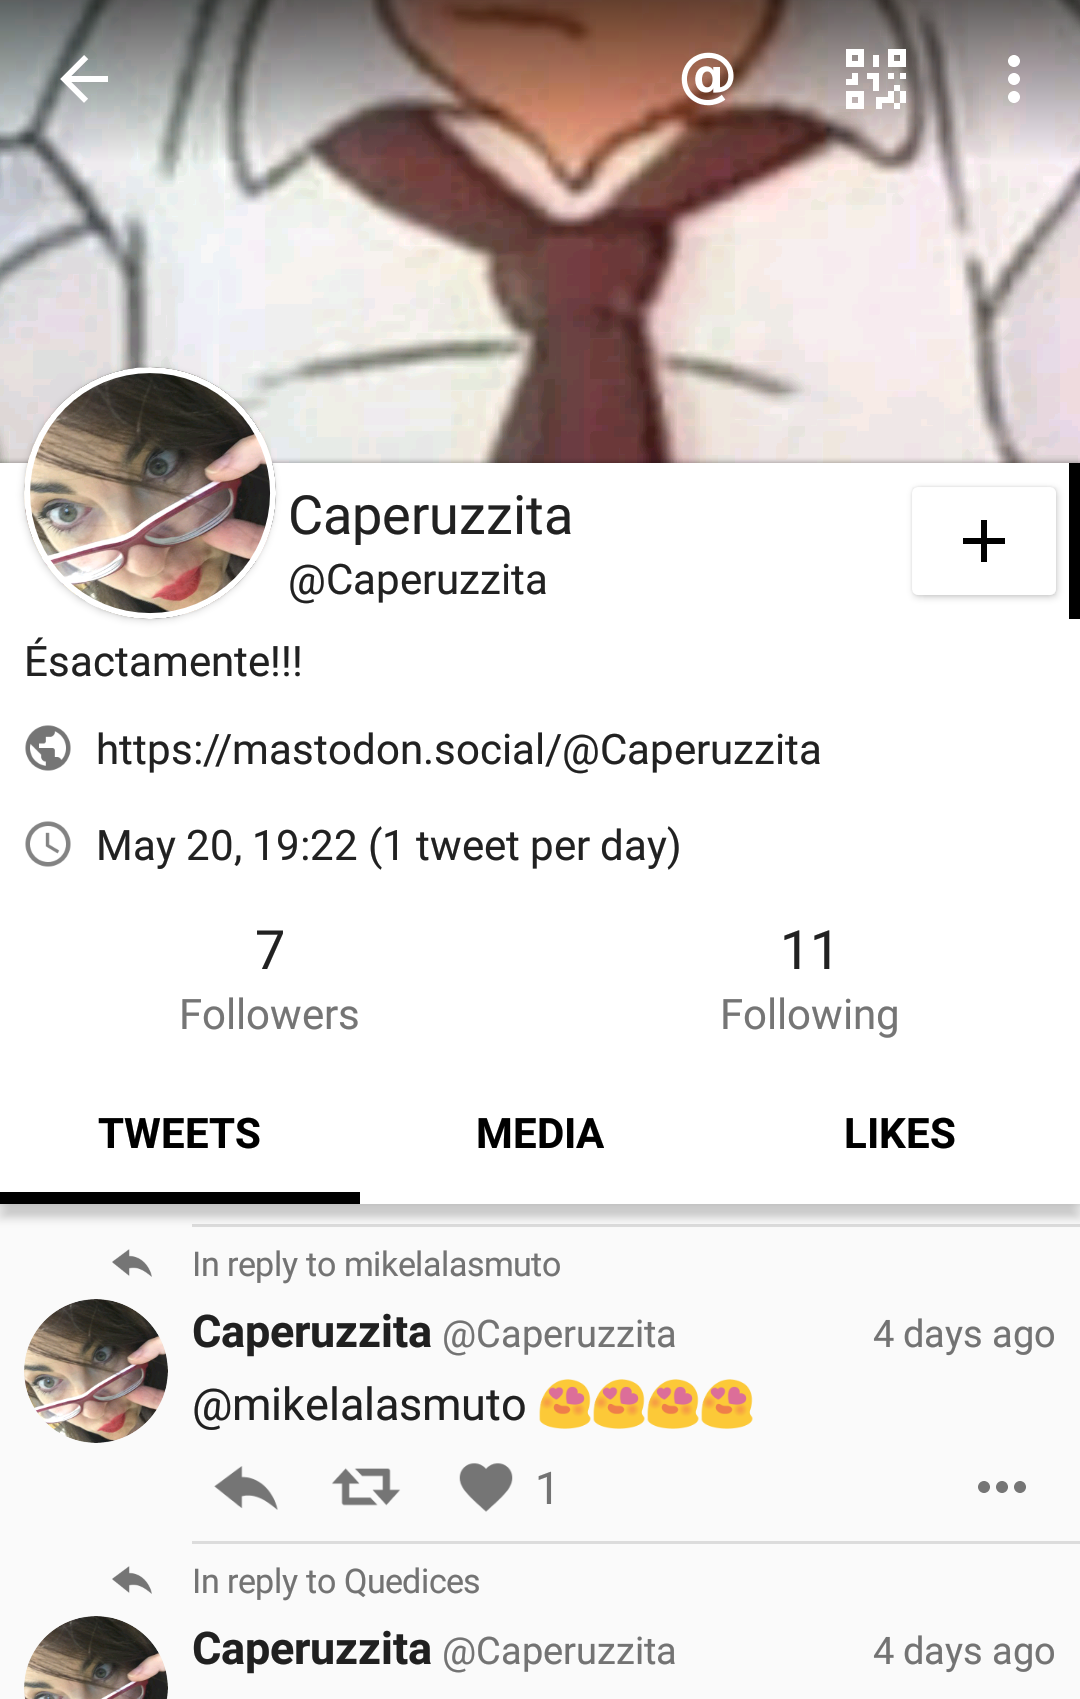 @
Caperuzzita
@Caperuzzita
Ésactamente!!!
https://mastodon.social/@Caperuzzita
May 20, 19:22 (1 tweet per day)
7 11
Followers Following
TWEETS MEDIA LIKES
In reply to mikelalasmuto
Caperuzzita @Caperuzzita 4 days ago
@mikelalasmuto 😍😍😍😍
1
In reply to Quedices
Caperuzzita @Caperuzzita 4 days ago